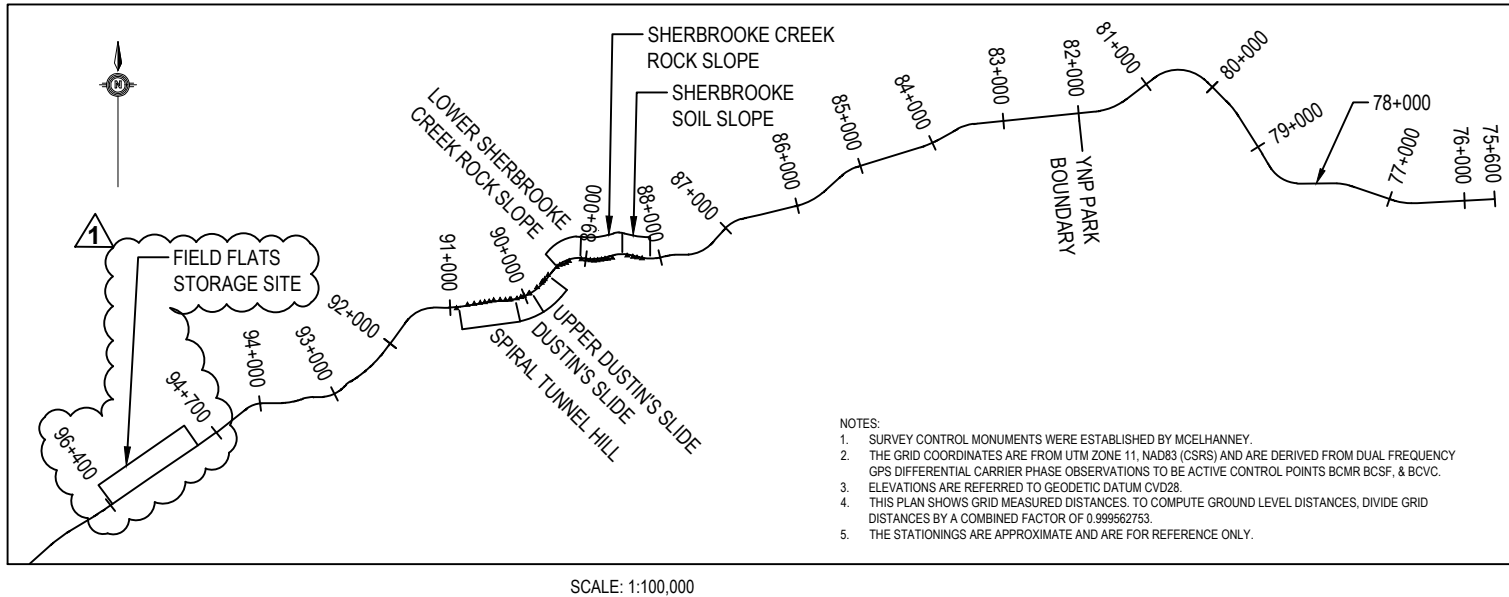 N
SHERBROOKE CREEK
ROCK SLOPE
SHERBROOKE
SOIL SLOPE
LOWER SHERBROOKE
CREEK ROCK SLOPE
1
FIELD FLATS
STORAGE SITE
96+400
94+700
94+000
93+000
92+000
91+000
90+000
89+000
88+000
87+000
86+000
85+000
84+000
83+000
82+000
YNP PARK
BOUNDARY
81+000
80+000
79+000
78+000
77+000
76+000
75+600
UPPER DUSTIN'S SLIDE
DUSTIN'S SLIDE
SPIRAL TUNNEL HILL
NOTES:
1. SURVEY CONTROL MONUMENTS WERE ESTABLISHED BY MCELHANNEY.
2. THE GRID COORDINATES ARE FROM UTM ZONE 11, NAD83 (CSRS) AND ARE DERIVED FROM DUAL FREQUENCY
GPS DIFFERENTIAL CARRIER PHASE OBSERVATIONS TO BE ACTIVE CONTROL POINTS BCMR BCSF, & BCVC.
3. ELEVATIONS ARE REFERRED TO GEODETIC DATUM CVD28.
4. THIS PLAN SHOWS GRID MEASURED DISTANCES. TO COMPUTE GROUND LEVEL DISTANCES, DIVIDE GRID
DISTANCES BY A COMBINED FACTOR OF 0.999562753.
5. THE STATIONINGS ARE APPROXIMATE AND ARE FOR REFERENCE ONLY.
SCALE: 1:100,000